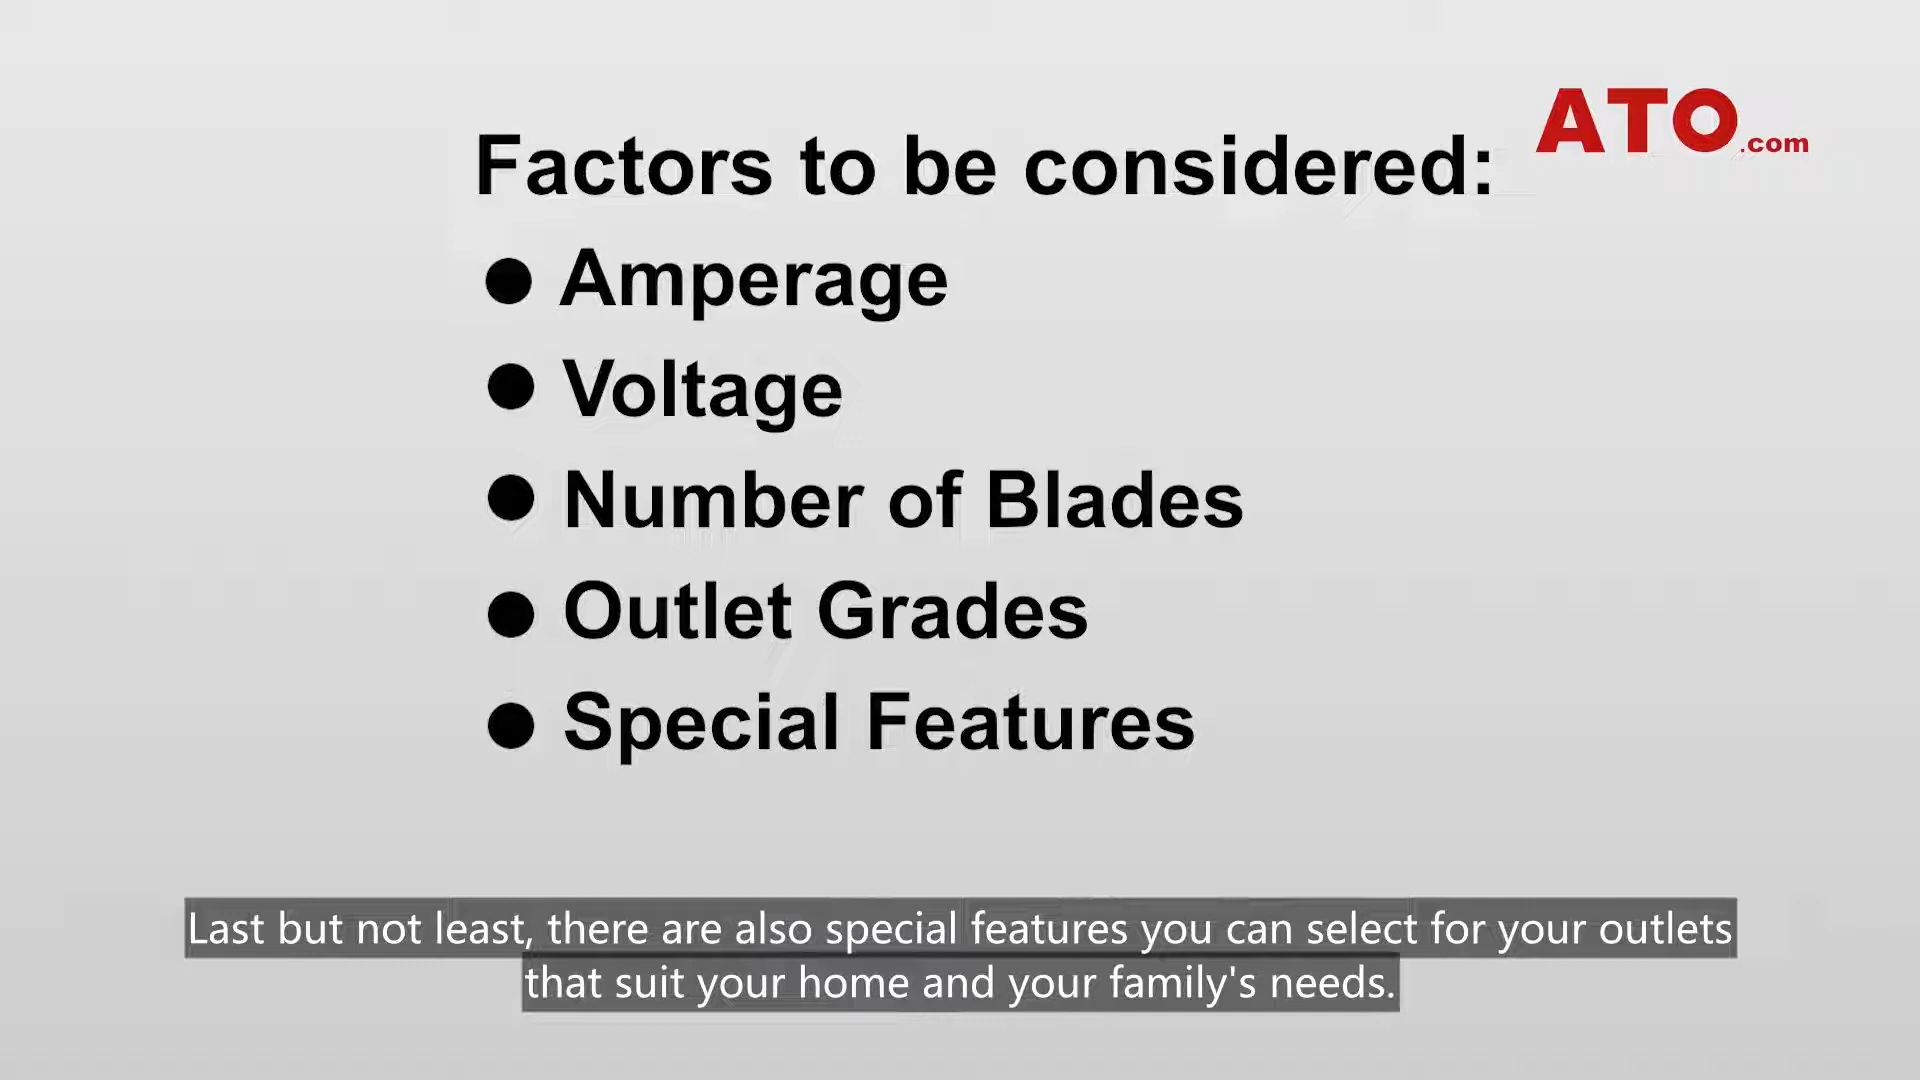 ATO.com
Factors to be considered:
● Amperage
● Voltage
● Number of Blades
● Outlet Grades
● Special Features
Last but not least, there are also special features you can select for your outlets
that suit your home and your family's needs.